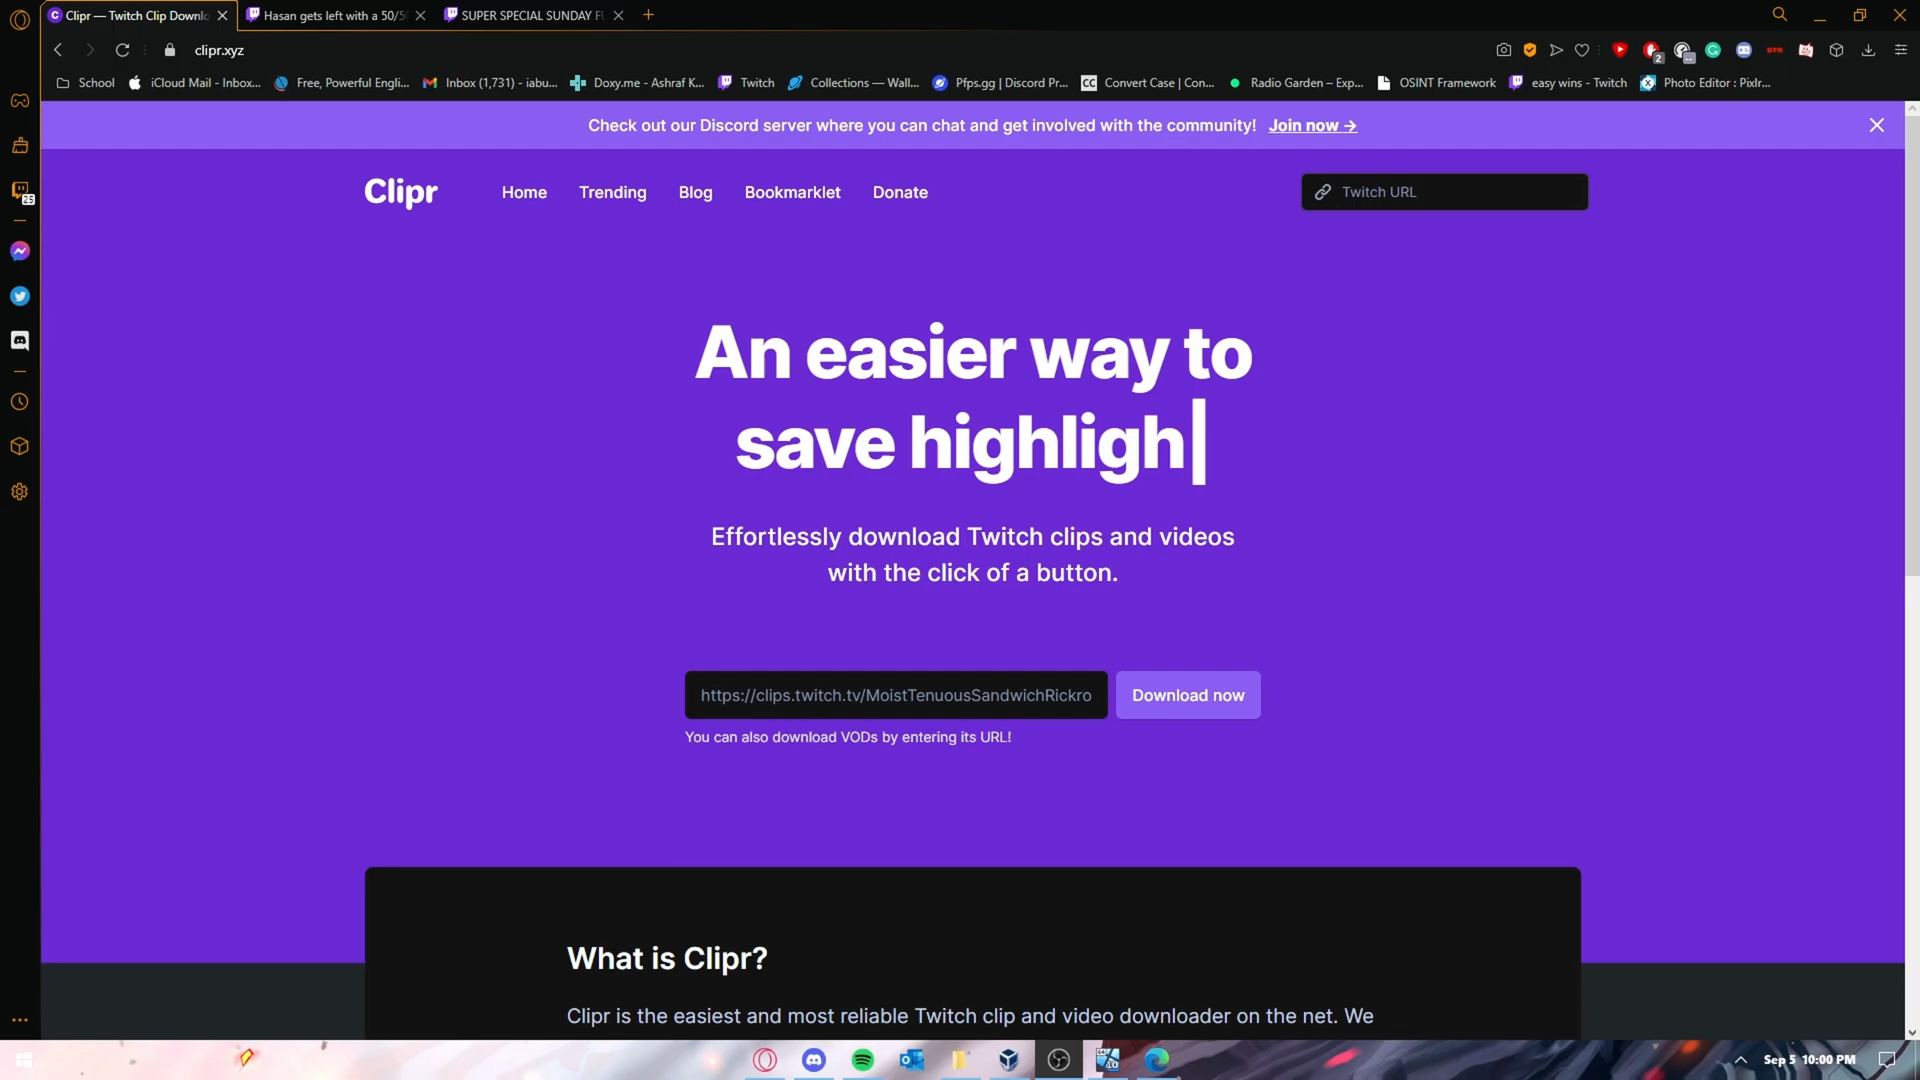 Clipr — Twitch Clip Downlo
Hasan gets left with a 50/50
SUPER SPECIAL SUNDAY FU
clipr.xyz
2
School
iCloud Mail - Inbox...
Free, Powerful Engli...
Inbox (1,731) - iabu...
Doxy.me - Ashraf K...
Twitch
Collections — Wall...
Pfps.gg | Discord Pr...
CC
Convert Case | Con...
Radio Garden – Exp...
OSINT Framework
easy wins - Twitch
Photo Editor : Pixlr...
Check out our Discord server where you can chat and get involved with the community! Join now →
25
Clipr
Home
Trending
Blog
Bookmarklet
Donate
Twitch URL
An easier way to
save highligh|
Effortlessly download Twitch clips and videos
with the click of a button.
https://clips.twitch.tv/MoistTenuousSandwichRickro
Download now
You can also download VODs by entering its URL!
What is Clipr?
Clipr is the easiest and most reliable Twitch clip and video downloader on the net. We
Sep 5 10:00 PM